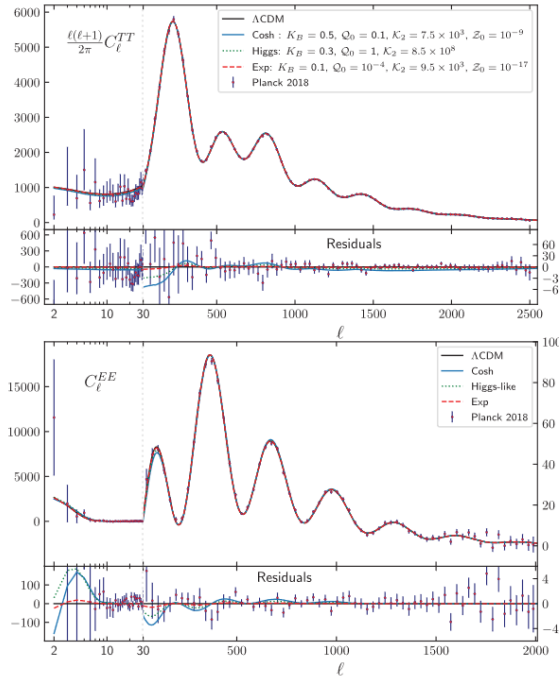 ℓ(ℓ+1)/2π C_ℓ^TT
ΛCDM
Cosh : K_B = 0.5, Q_0 = 0.1, K_2 = 7.5 × 10^3, Z_0 = 10^-9
Higgs: K_B = 0.3, Q_0 = 1, K_2 = 8.5 × 10^8
Exp: K_B = 0.1, Q_0 = 10^-4, K_2 = 9.5 × 10^3, Z_0 = 10^-17
Planck 2018
6000
5000
4000
3000
2000
1000
0
Residuals
600
300
0
−300
−600
60
30
0
−3
−6
2 10 30 500 1000 1500 2000 2500
ℓ
C_ℓ^EE
ΛCDM
Cosh
Higgs-like
Exp
Planck 2018
15000
10000
5000
0
100
80
60
40
20
0
Residuals
100
0
−100
4
0
−4
2 10 30 500 1000 1500 2000
ℓ